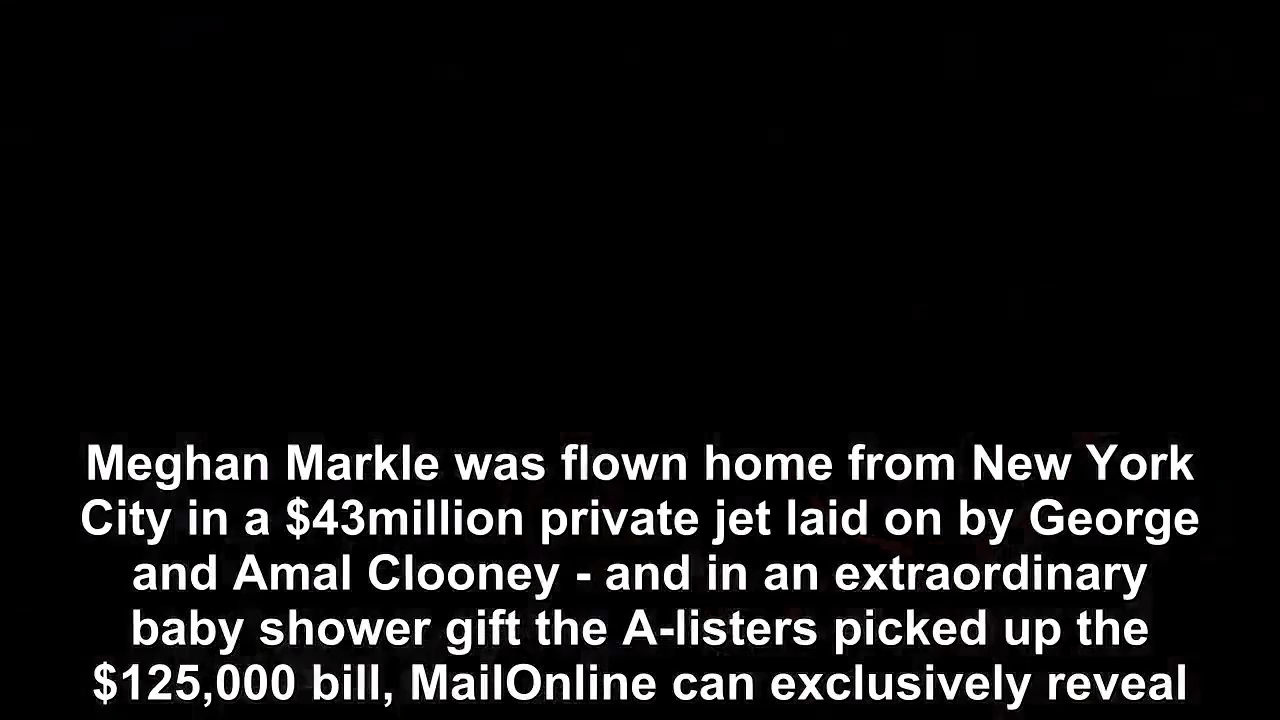 Meghan Markle was flown home from New York
City in a $43million private jet laid on by George
and Amal Clooney - and in an extraordinary
baby shower gift the A-listers picked up the
$125,000 bill, MailOnline can exclusively reveal